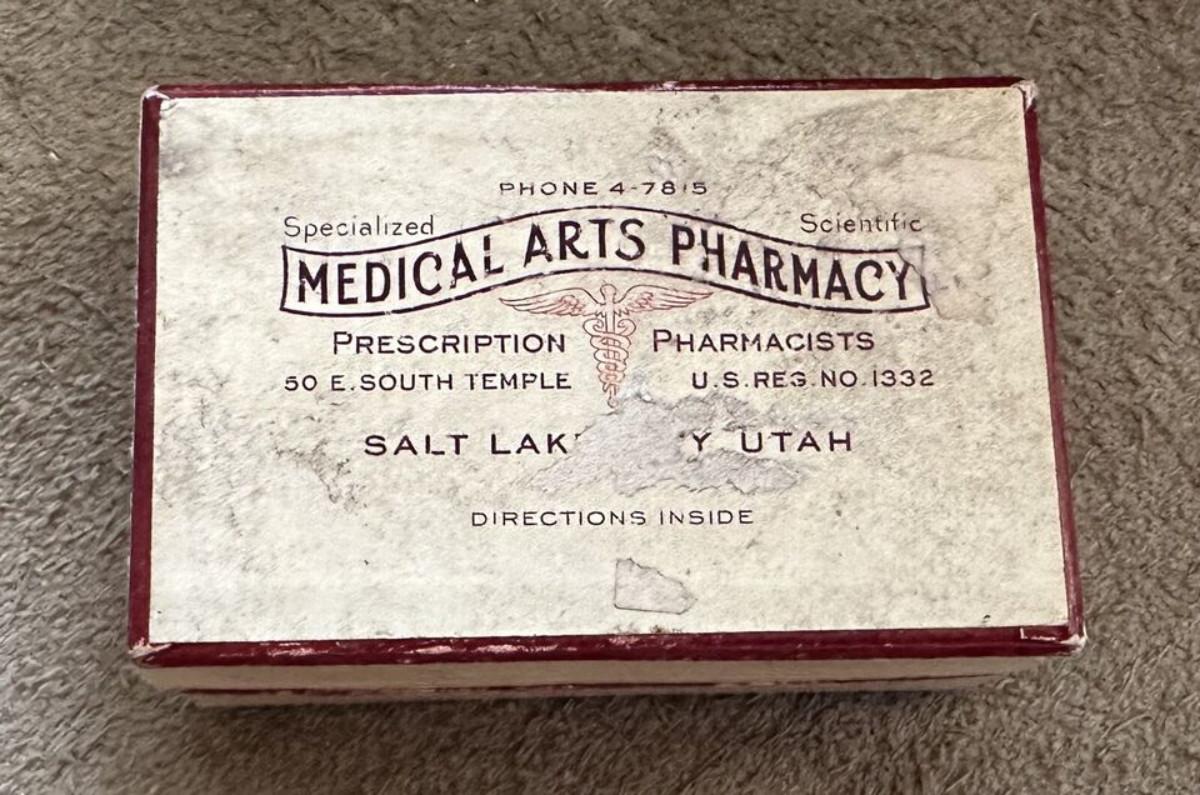 PHONE 4-7815
Specialized Scientific
MEDICAL ARTS PHARMACY
PRESCRIPTION PHARMACISTS
50 E. SOUTH TEMPLE U.S. REG. NO. 1332
SALT LAK Y UTAH
DIRECTIONS INSIDE